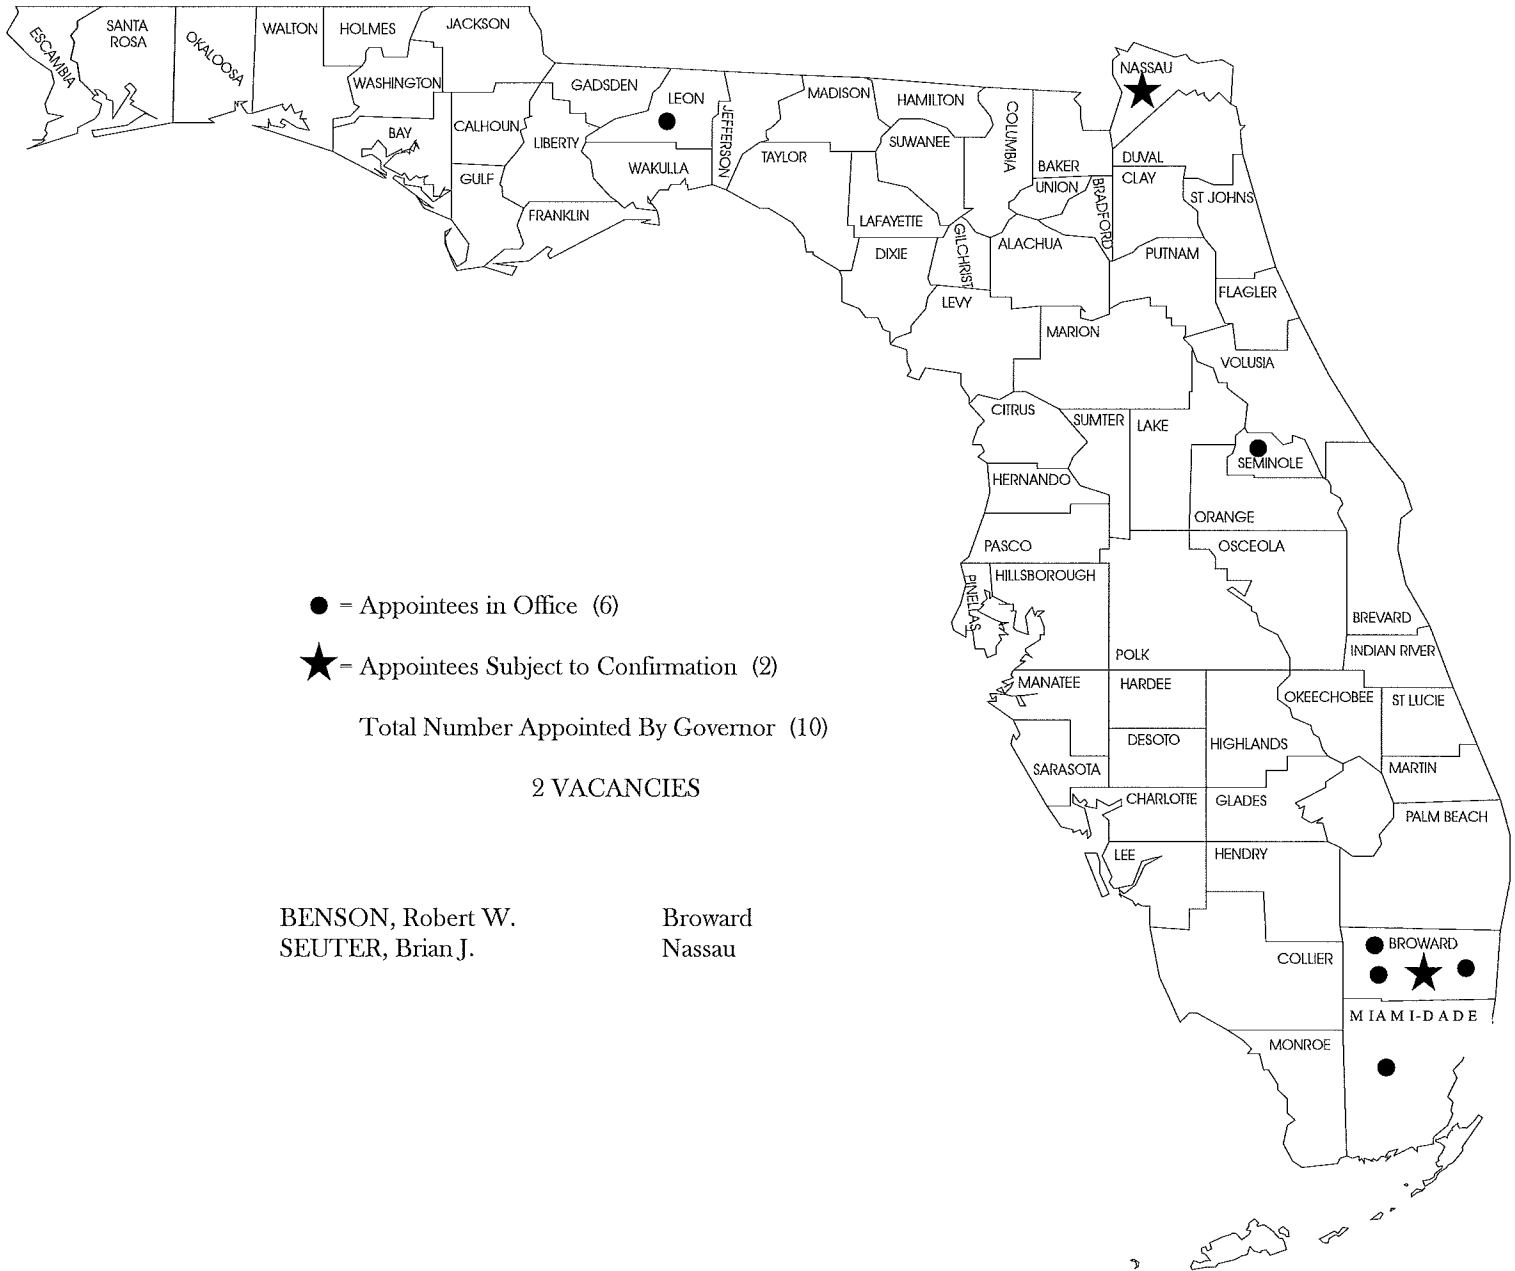 ESCAMBIA
SANTA
ROSA
OKALOOSA
WALTON
HOLMES
JACKSON
WASHINGTON
BAY
CALHOUN
GULF
GADSDEN
LIBERTY
FRANKLIN
LEON
WAKULLA
JEFFERSON
MADISON
TAYLOR
HAMILTON
SUWANEE
LAFAYETTE
DIXIE
COLUMBIA
GILCHRIST
BAKER
UNION
BRADFORD
ALACHUA
LEVY
NASSAU
DUVAL
CLAY
ST JOHNS
PUTNAM
FLAGLER
MARION
VOLUSIA
CITRUS
SUMTER
LAKE
SEMINOLE
HERNANDO
ORANGE
PASCO
OSCEOLA
PINELLAS
HILLSBOROUGH
BREVARD
POLK
INDIAN RIVER
MANATEE
HARDEE
OKEECHOBEE
ST LUCIE
DESOTO
HIGHLANDS
SARASOTA
MARTIN
CHARLOTTE
GLADES
PALM BEACH
LEE
HENDRY
COLLIER
BROWARD
MIAMI-DADE
MONROE
= Appointees in Office (6)
= Appointees Subject to Confirmation (2)
Total Number Appointed By Governor (10)
2 VACANCIES
BENSON, Robert W. Broward
SEUTER, Brian J. Nassau